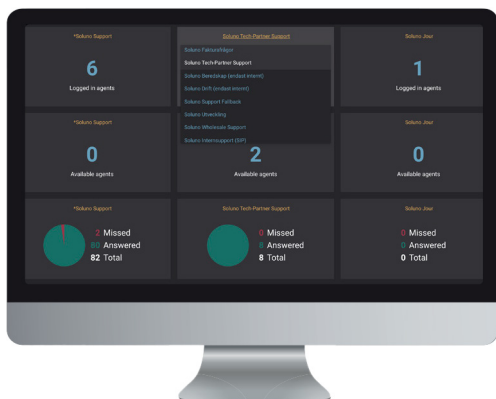 *Soluno Support
6
Logged in agents
Soluno Tech-Partner Support
Soluno Fakturafrågor
Soluno Tech-Partner Support
Soluno Beredskap (endast internt)
Soluno Drift (endast internt)
Soluno Support Fallback
Soluno Utveckling
Soluno Wholesale Support
Soluno Internsupport (SIP)
Soluno Jour
1
Logged in agents
*Soluno Support
0
Available agents
2
Available agents
Soluno Jour
0
Available agents
*Soluno Support
2 Missed
80 Answered
82 Total
Soluno Tech-Partner Support
0 Missed
8 Answered
8 Total
Soluno Jour
0 Missed
0 Answered
0 Total